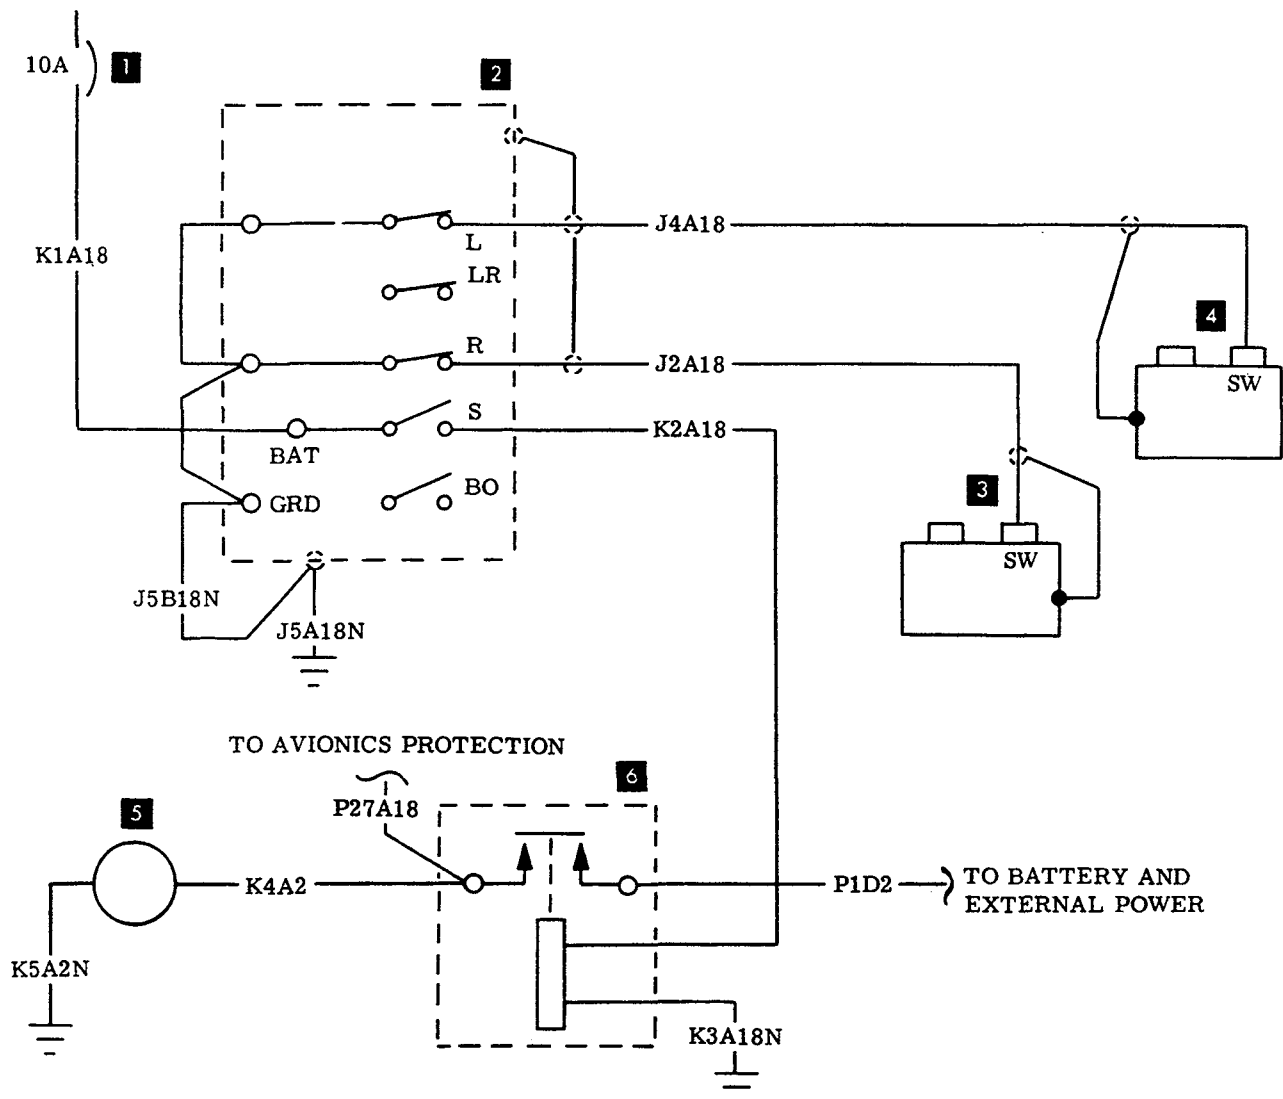 10A
1
2
K1A18
L
J4A18
LR
4
R
J2A18
SW
S
K2A18
BAT
3
GRD
BO
SW
J5B18N
J5A18N
TO AVIONICS PROTECTION
6
5
P27A18
K4A2
P1D2
TO BATTERY AND
EXTERNAL POWER
K5A2N
K3A18N